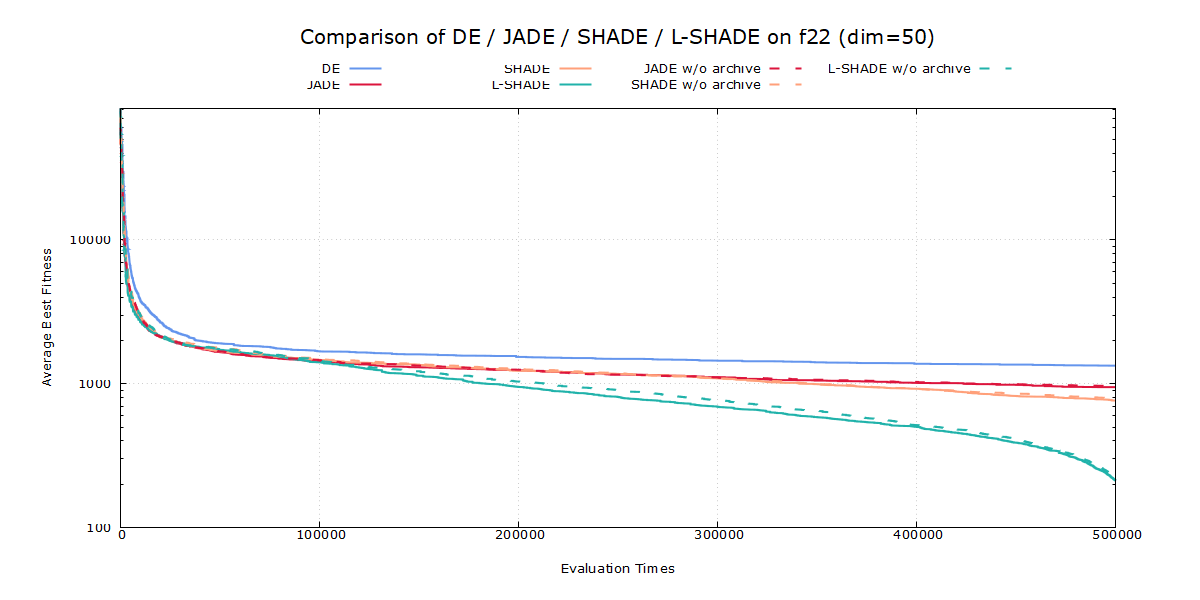 Comparison of DE / JADE / SHADE / L-SHADE on f22 (dim=50)
DE SHADE JADE w/o archive L-SHADE w/o archive
JADE L-SHADE SHADE w/o archive
10000
1000
100
Average Best Fitness
0 100000 200000 300000 400000 500000
Evaluation Times